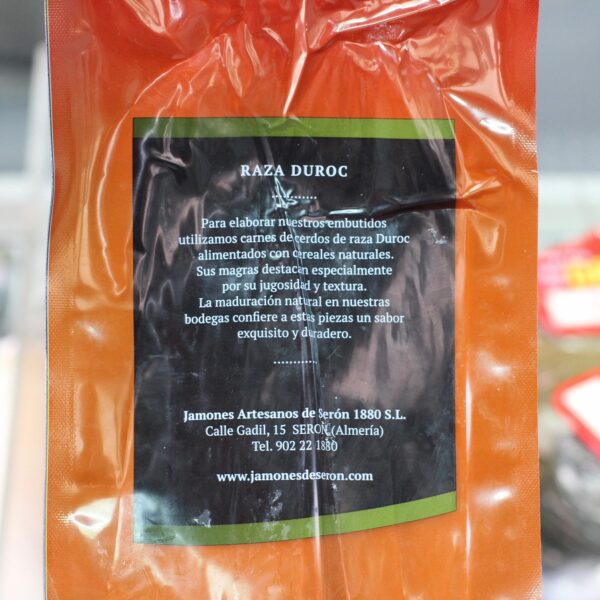 RAZA DUROC
Para elaborar nuestros embutidos
utilizamos carnes de cerdos de raza Duroc
alimentados con cereales naturales.
Sus magras destacan especialmente
por su jugosidad y textura.
La maduración natural en nuestras
bodegas confiere a estas piezas un sabor
exquisito y duradero.
Jamones Artesanos de Serón 1880 S.L.
Calle Gadil, 15 SERON (Almería)
Tel. 902 22 1880
www.jamonesdeseron.com